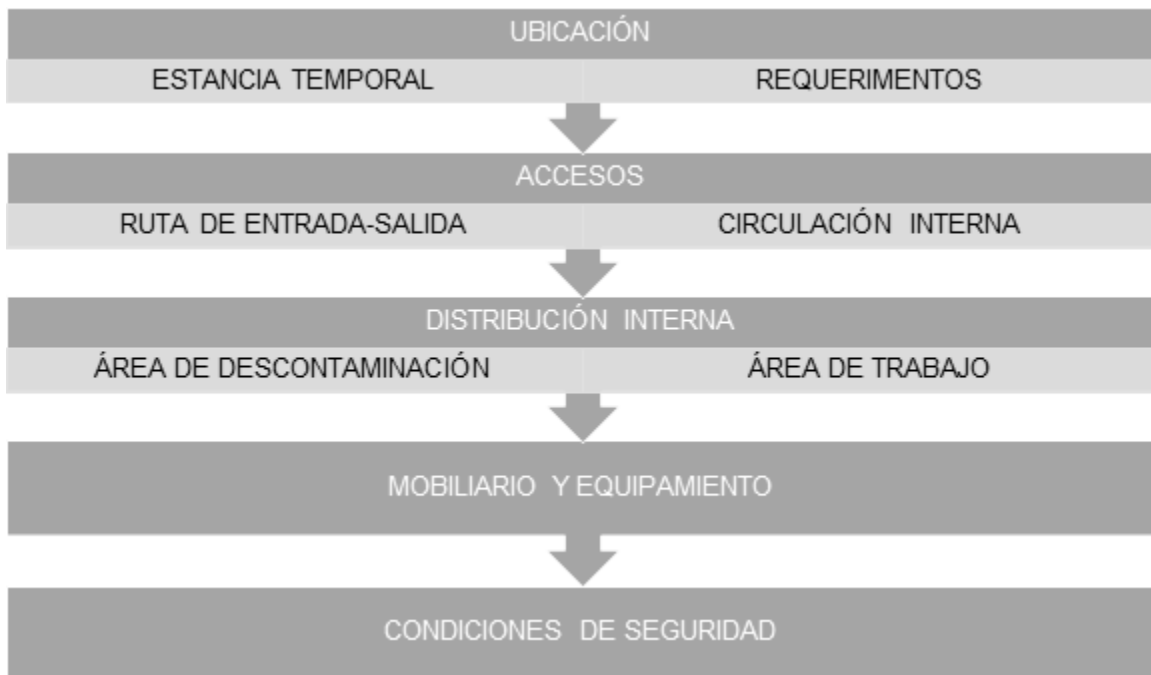 UBICACIÓN
ESTANCIA TEMPORAL
REQUERIMENTOS
ACCESOS
RUTA DE ENTRADA-SALIDA
CIRCULACIÓN INTERNA
DISTRIBUCIÓN INTERNA
ÁREA DE DESCONTAMINACIÓN
ÁREA DE TRABAJO
MOBILIARIO Y EQUIPAMIENTO
CONDICIONES DE SEGURIDAD